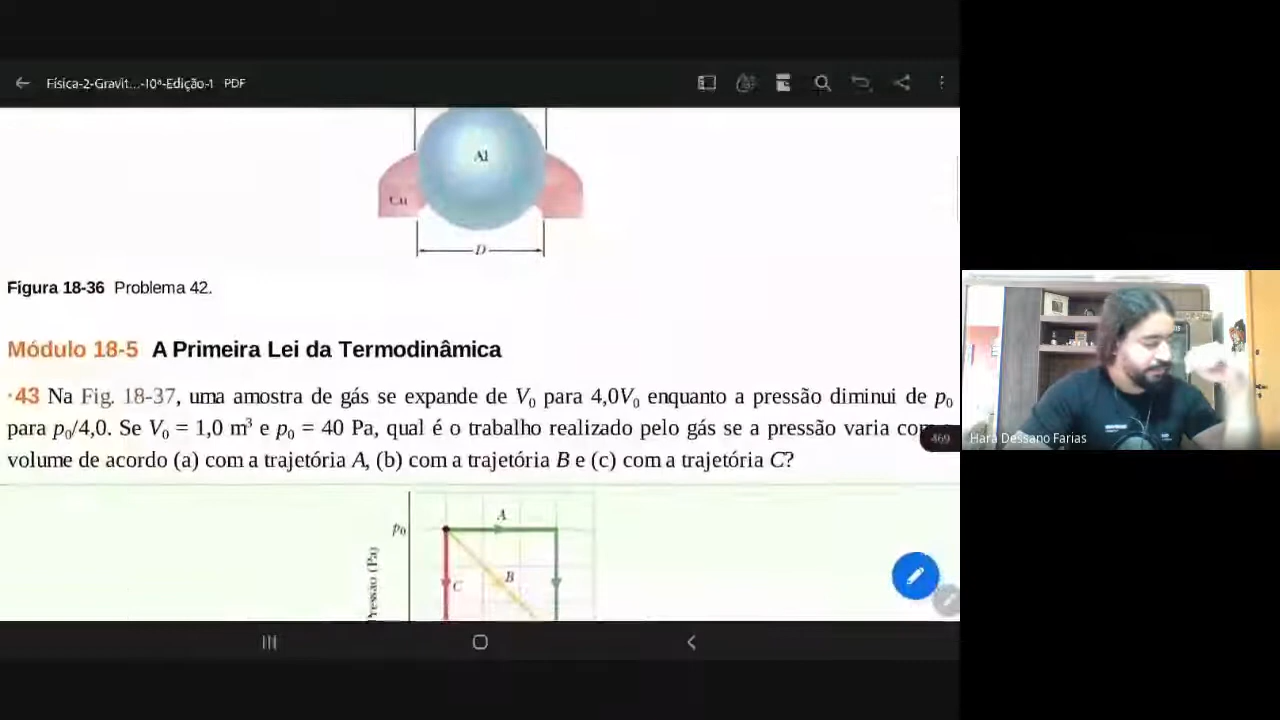 Física-2-Gravit...-10ª-Edição-1 PDF
Al
Cu
D
Figura 18-36 Problema 42.
Módulo 18-5 A Primeira Lei da Termodinâmica
·43 Na Fig. 18-37, uma amostra de gás se expande de V0 para 4,0V0 enquanto a pressão diminui de p0
para p0/4,0. Se V0 = 1,0 m³ e p0 = 40 Pa, qual é o trabalho realizado pelo gás se a pressão varia com
469
Hara Dessano Farias
volume de acordo (a) com a trajetória A, (b) com a trajetória B e (c) com a trajetória C?
A
p0
B
C
(Pa)